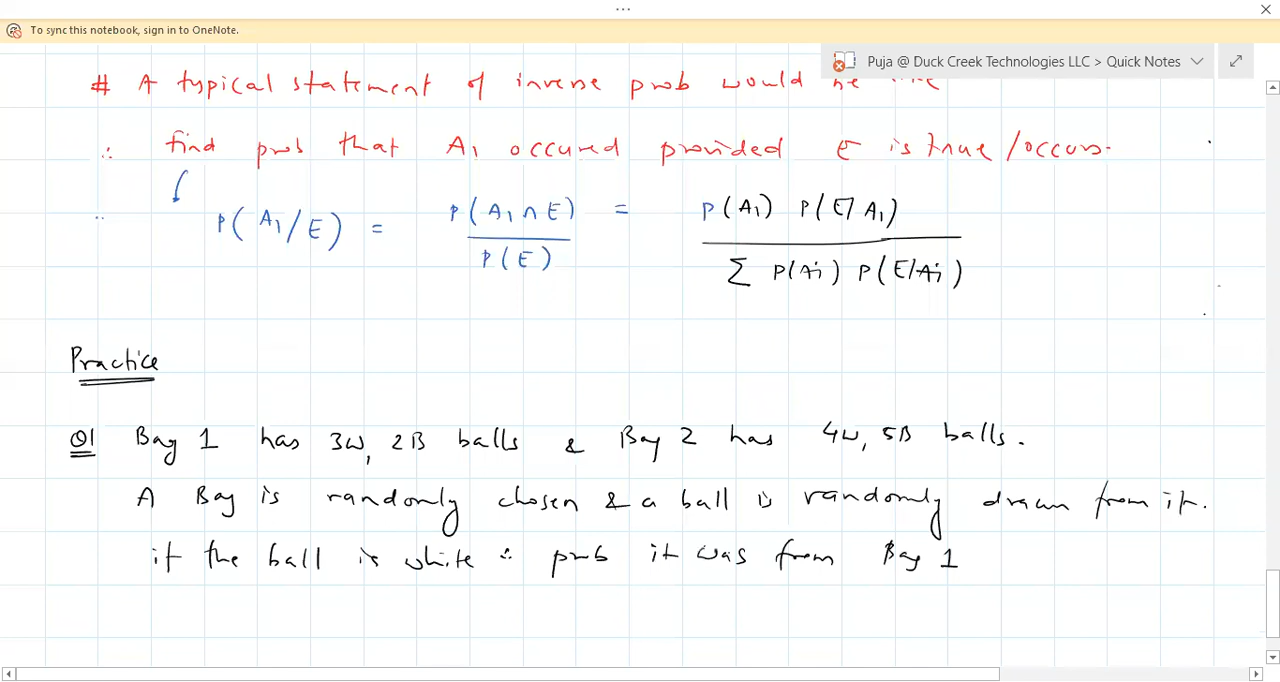 To sync this notebook, sign in to OneNote.
Puja @ Duck Creek Technologies LLC > Quick Notes
# A typical statement of inverse prob would be like
∴ find prob that A₁ occured provided E is true/occurs.
∴ P(A₁/E) = P(A₁∩E) / P(E) = P(A₁) P(E/A₁) / Σ P(Ai) P(E/Ai)
Practice
Q1 Bag 1 has 3W, 2B balls & Bag 2 has 4W, 5B balls.
A Bag is randomly chosen & a ball is randomly drawn from it.
if the ball is white ∴ prob it was from Bag 1